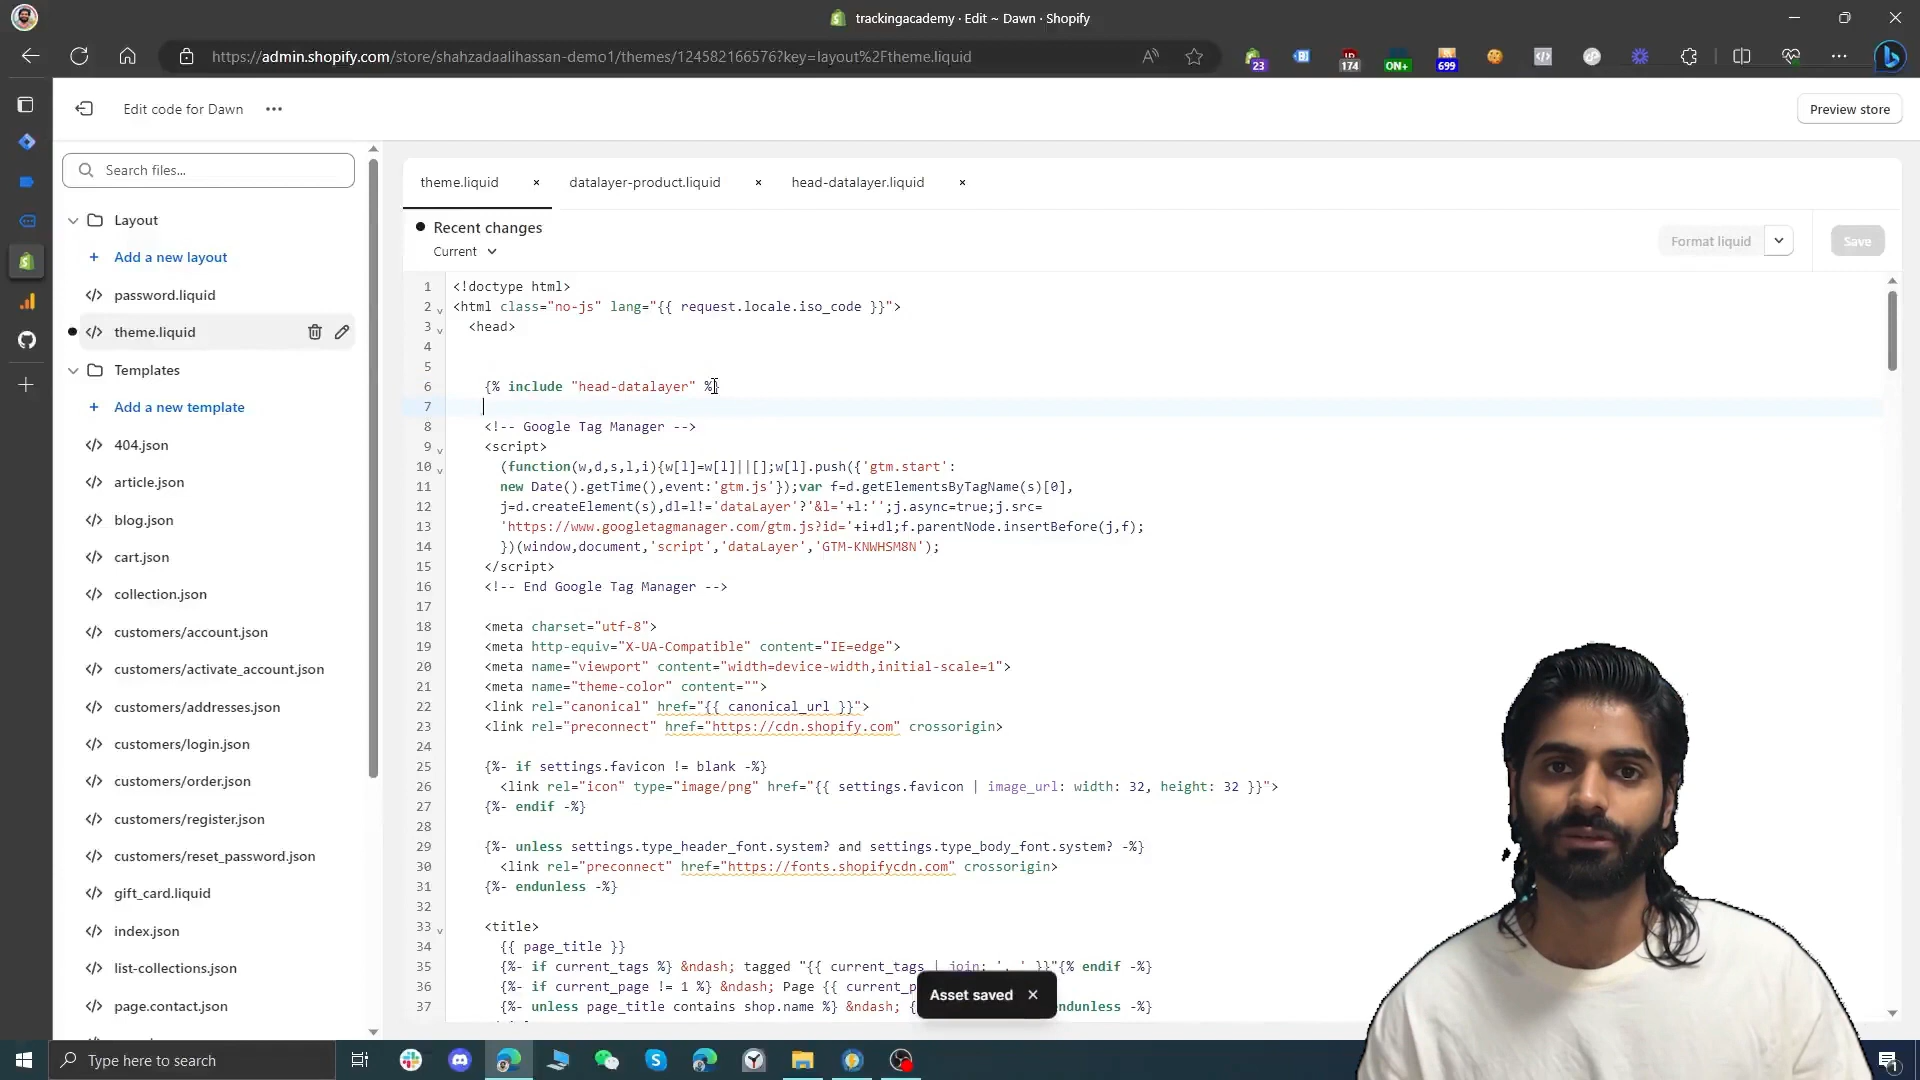 trackingacademy · Edit ~ Dawn · Shopify
https://admin.shopify.com/store/shahzadaalihassan-demo1/themes/124582166576?key=layout%2Ftheme.liquid
23
174
ON+
699
Edit code for Dawn
Preview store
Search files...
Layout
Add a new layout
password.liquid
theme.liquid
Templates
Add a new template
404.json
article.json
blog.json
cart.json
collection.json
customers/account.json
customers/activate_account.json
customers/addresses.json
customers/login.json
customers/order.json
customers/register.json
customers/reset_password.json
gift_card.liquid
index.json
list-collections.json
page.contact.json
theme.liquid
datalayer-product.liquid
head-datalayer.liquid
Recent changes
Current
Format liquid
Save
1 <!doctype html>
2 <html class="no-js" lang="{{ request.locale.iso_code }}">
3 <head>
4
5
6 {% include "head-datalayer" %}
7
8 <!-- Google Tag Manager -->
9 <script>
10 (function(w,d,s,l,i){w[l]=w[l]||[];w[l].push({'gtm.start':
11 new Date().getTime(),event:'gtm.js'});var f=d.getElementsByTagName(s)[0],
12 j=d.createElement(s),dl=l!='dataLayer'?'&l='+l:'';j.async=true;j.src=
13 'https://www.googletagmanager.com/gtm.js?id='+i+dl;f.parentNode.insertBefore(j,f);
14 })(window,document,'script','dataLayer','GTM-KNWHSM8N');
15 </script>
16 <!-- End Google Tag Manager -->
17
18 <meta charset="utf-8">
19 <meta http-equiv="X-UA-Compatible" content="IE=edge">
20 <meta name="viewport" content="width=device-width,initial-scale=1">
21 <meta name="theme-color" content="">
22 <link rel="canonical" href="{{ canonical_url }}">
23 <link rel="preconnect" href="https://cdn.shopify.com" crossorigin>
24
25 {%- if settings.favicon != blank -%}
26 <link rel="icon" type="image/png" href="{{ settings.favicon | image_url: width: 32, height: 32 }}">
27 {%- endif -%}
28
29 {%- unless settings.type_header_font.system? and settings.type_body_font.system? -%}
30 <link rel="preconnect" href="https://fonts.shopifycdn.com" crossorigin>
31 {%- endunless -%}
32
33 <title>
34 {{ page_title }}
35 {%- if current_tags %} &ndash; tagged "{{ current_tags | join: ', ' }}"{% endif -%}
36 {%- if current_page != 1 %} &ndash; Page {{ current_p
37 {%- unless page_title contains shop.name %} &ndash; { endunless -%}
Asset saved
Type here to search
1